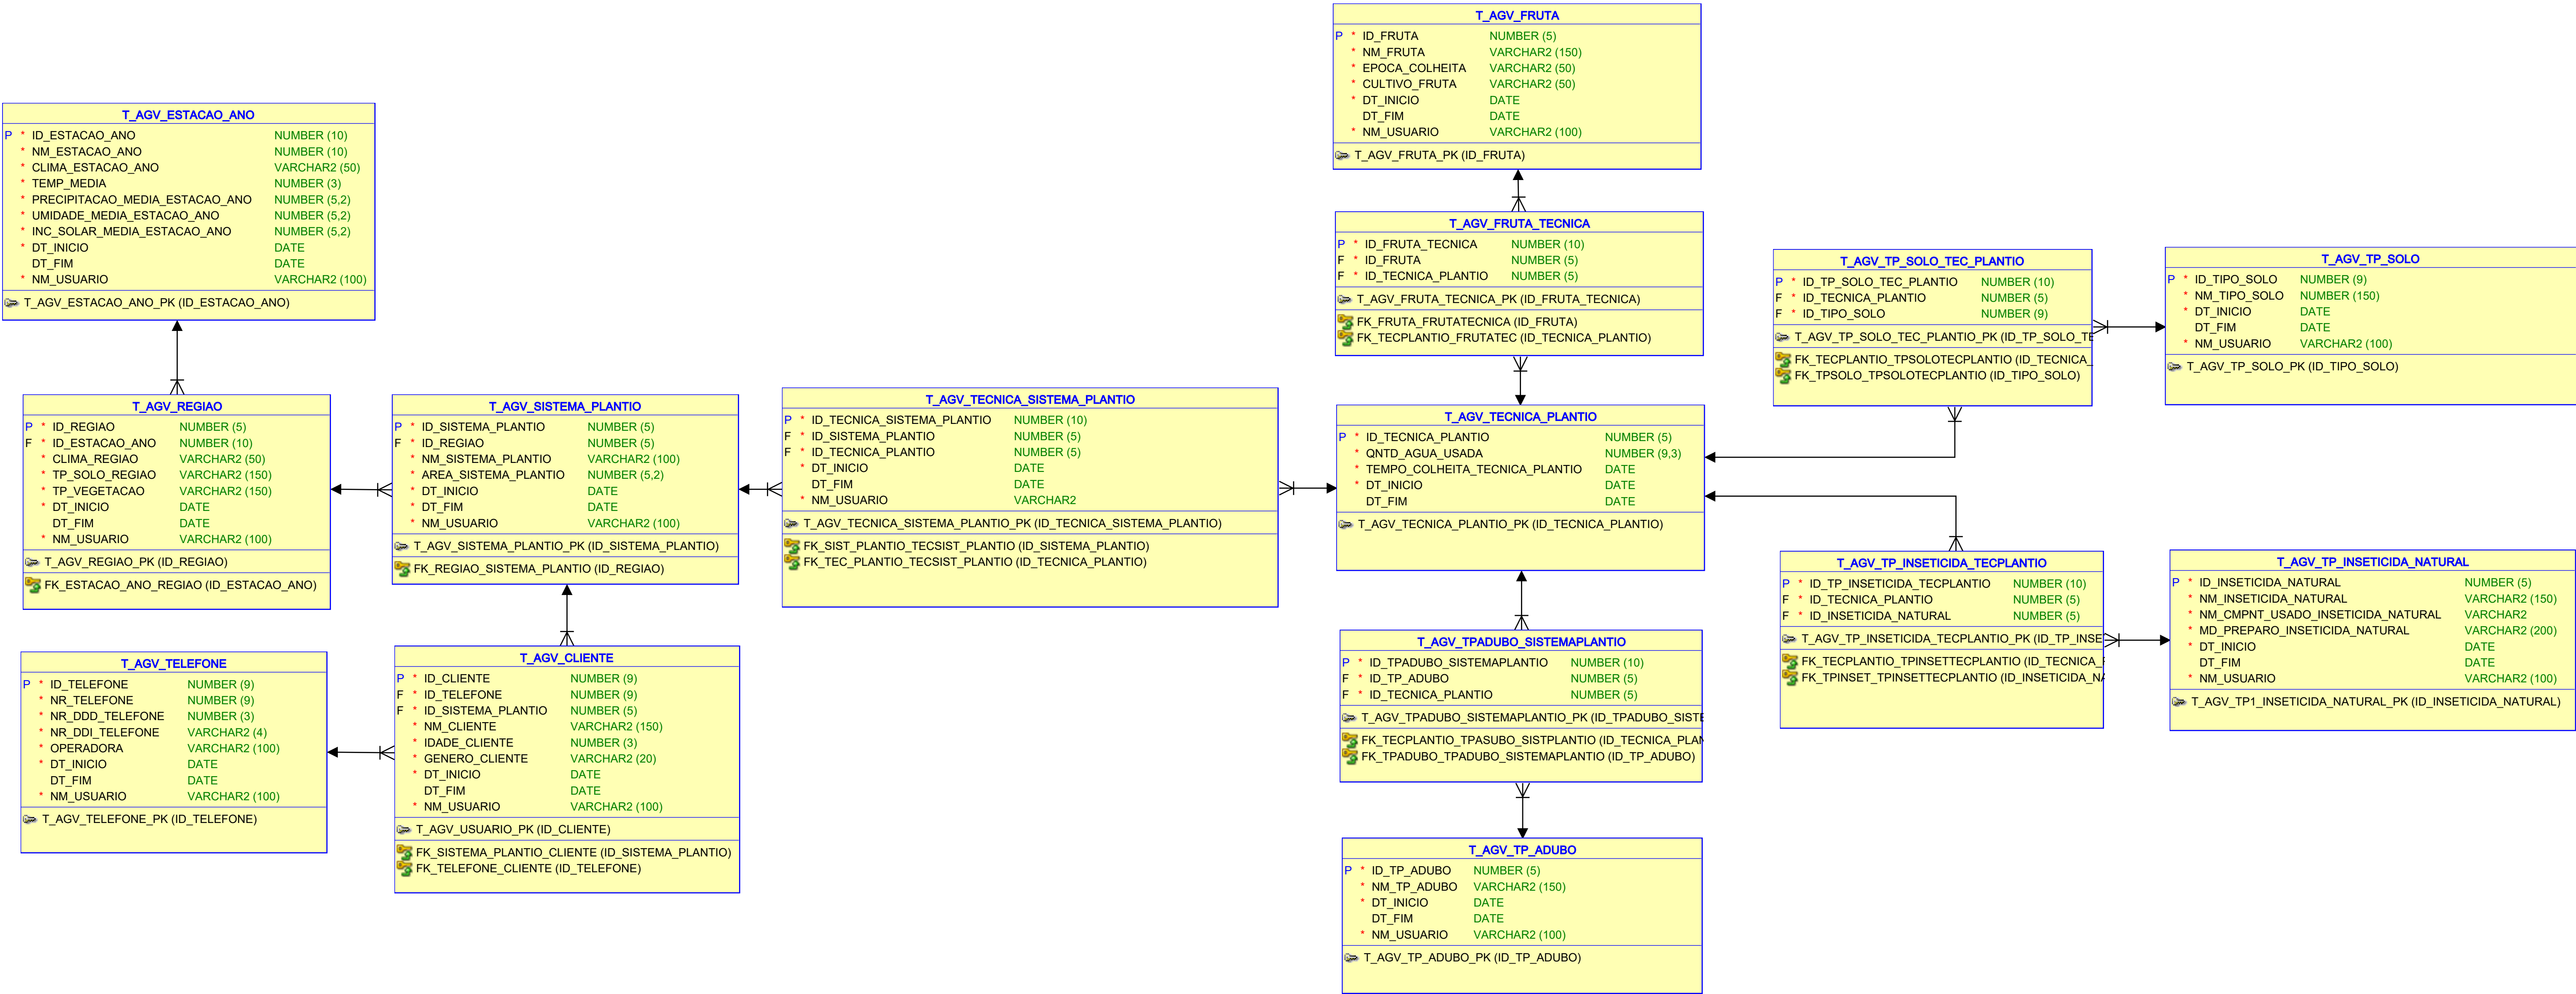 T_AGV_FRUTA
P * ID_FRUTA NUMBER (5)
* NM_FRUTA VARCHAR2 (150)
* EPOCA_COLHEITA VARCHAR2 (50)
* CULTIVO_FRUTA VARCHAR2 (50)
* DT_INICIO DATE
DT_FIM DATE
* NM_USUARIO VARCHAR2 (100)
T_AGV_FRUTA_PK (ID_FRUTA)
T_AGV_ESTACAO_ANO
P * ID_ESTACAO_ANO NUMBER (10)
* NM_ESTACAO_ANO NUMBER (10)
* CLIMA_ESTACAO_ANO VARCHAR2 (50)
* TEMP_MEDIA NUMBER (3)
* PRECIPITACAO_MEDIA_ESTACAO_ANO NUMBER (5,2)
* UMIDADE_MEDIA_ESTACAO_ANO NUMBER (5,2)
* INC_SOLAR_MEDIA_ESTACAO_ANO NUMBER (5,2)
* DT_INICIO DATE
DT_FIM DATE
* NM_USUARIO VARCHAR2 (100)
T_AGV_ESTACAO_ANO_PK (ID_ESTACAO_ANO)
T_AGV_FRUTA_TECNICA
P * ID_FRUTA_TECNICA NUMBER (10)
F * ID_FRUTA NUMBER (5)
F * ID_TECNICA_PLANTIO NUMBER (5)
T_AGV_FRUTA_TECNICA_PK (ID_FRUTA_TECNICA)
FK_FRUTA_FRUTATECNICA (ID_FRUTA)
FK_TECPLANTIO_FRUTATEC (ID_TECNICA_PLANTIO)
T_AGV_TP_SOLO_TEC_PLANTIO
P * ID_TP_SOLO_TEC_PLANTIO NUMBER (10)
F * ID_TECNICA_PLANTIO NUMBER (5)
F * ID_TIPO_SOLO NUMBER (9)
T_AGV_TP_SOLO_TEC_PLANTIO_PK (ID_TP_SOLO_TE
FK_TECPLANTIO_TPSOLOTECPLANTIO (ID_TECNICA_
FK_TPSOLO_TPSOLOTECPLANTIO (ID_TIPO_SOLO)
T_AGV_TP_SOLO
P * ID_TIPO_SOLO NUMBER (9)
* NM_TIPO_SOLO NUMBER (150)
* DT_INICIO DATE
DT_FIM DATE
* NM_USUARIO VARCHAR2 (100)
T_AGV_TP_SOLO_PK (ID_TIPO_SOLO)
T_AGV_REGIAO
P * ID_REGIAO NUMBER (5)
F * ID_ESTACAO_ANO NUMBER (10)
* CLIMA_REGIAO VARCHAR2 (50)
* TP_SOLO_REGIAO VARCHAR2 (150)
* TP_VEGETACAO VARCHAR2 (150)
* DT_INICIO DATE
DT_FIM DATE
* NM_USUARIO VARCHAR2 (100)
T_AGV_REGIAO_PK (ID_REGIAO)
FK_ESTACAO_ANO_REGIAO (ID_ESTACAO_ANO)
T_AGV_SISTEMA_PLANTIO
P * ID_SISTEMA_PLANTIO NUMBER (5)
F * ID_REGIAO NUMBER (5)
* NM_SISTEMA_PLANTIO VARCHAR2 (100)
* AREA_SISTEMA_PLANTIO NUMBER (5,2)
* DT_INICIO DATE
* DT_FIM DATE
* NM_USUARIO VARCHAR2 (100)
T_AGV_SISTEMA_PLANTIO_PK (ID_SISTEMA_PLANTIO)
FK_REGIAO_SISTEMA_PLANTIO (ID_REGIAO)
T_AGV_TECNICA_SISTEMA_PLANTIO
P * ID_TECNICA_SISTEMA_PLANTIO NUMBER (10)
F * ID_SISTEMA_PLANTIO NUMBER (5)
F * ID_TECNICA_PLANTIO NUMBER (5)
* DT_INICIO DATE
DT_FIM DATE
* NM_USUARIO VARCHAR2
T_AGV_TECNICA_SISTEMA_PLANTIO_PK (ID_TECNICA_SISTEMA_PLANTIO)
FK_SIST_PLANTIO_TECSIST_PLANTIO (ID_SISTEMA_PLANTIO)
FK_TEC_PLANTIO_TECSIST_PLANTIO (ID_TECNICA_PLANTIO)
T_AGV_TECNICA_PLANTIO
P * ID_TECNICA_PLANTIO NUMBER (5)
* QNTD_AGUA_USADA NUMBER (9,3)
* TEMPO_COLHEITA_TECNICA_PLANTIO DATE
* DT_INICIO DATE
DT_FIM DATE
T_AGV_TECNICA_PLANTIO_PK (ID_TECNICA_PLANTIO)
T_AGV_TP_INSETICIDA_TECPLANTIO
P * ID_TP_INSETICIDA_TECPLANTIO NUMBER (10)
F * ID_TECNICA_PLANTIO NUMBER (5)
F * ID_INSETICIDA_NATURAL NUMBER (5)
T_AGV_TP_INSETICIDA_TECPLANTIO_PK (ID_TP_INSE
FK_TECPLANTIO_TPINSETTECPLANTIO (ID_TECNICA_
FK_TPINSET_TPINSETTECPLANTIO (ID_INSETICIDA_NA
T_AGV_TP_INSETICIDA_NATURAL
P * ID_INSETICIDA_NATURAL NUMBER (5)
* NM_INSETICIDA_NATURAL VARCHAR2 (150)
* NM_CMPNT_USADO_INSETICIDA_NATURAL VARCHAR2
* MD_PREPARO_INSETICIDA_NATURAL VARCHAR2 (200)
* DT_INICIO DATE
DT_FIM DATE
* NM_USUARIO VARCHAR2 (100)
T_AGV_TP1_INSETICIDA_NATURAL_PK (ID_INSETICIDA_NATURAL)
T_AGV_TELEFONE
P * ID_TELEFONE NUMBER (9)
* NR_TELEFONE NUMBER (9)
* NR_DDD_TELEFONE NUMBER (3)
* NR_DDI_TELEFONE VARCHAR2 (4)
* OPERADORA VARCHAR2 (100)
* DT_INICIO DATE
DT_FIM DATE
* NM_USUARIO VARCHAR2 (100)
T_AGV_TELEFONE_PK (ID_TELEFONE)
T_AGV_CLIENTE
P * ID_CLIENTE NUMBER (9)
F * ID_TELEFONE NUMBER (9)
F * ID_SISTEMA_PLANTIO NUMBER (5)
* NM_CLIENTE VARCHAR2 (150)
* IDADE_CLIENTE NUMBER (3)
* GENERO_CLIENTE VARCHAR2 (20)
* DT_INICIO DATE
DT_FIM DATE
* NM_USUARIO VARCHAR2 (100)
T_AGV_USUARIO_PK (ID_CLIENTE)
FK_SISTEMA_PLANTIO_CLIENTE (ID_SISTEMA_PLANTIO)
FK_TELEFONE_CLIENTE (ID_TELEFONE)
T_AGV_TPADUBO_SISTEMAPLANTIO
P * ID_TPADUBO_SISTEMAPLANTIO NUMBER (10)
F * ID_TP_ADUBO NUMBER (5)
F * ID_TECNICA_PLANTIO NUMBER (5)
T_AGV_TPADUBO_SISTEMAPLANTIO_PK (ID_TPADUBO_SISTE
FK_TECPLANTIO_TPASUBO_SISTPLANTIO (ID_TECNICA_PLAN
FK_TPADUBO_TPADUBO_SISTEMAPLANTIO (ID_TP_ADUBO)
T_AGV_TP_ADUBO
P * ID_TP_ADUBO NUMBER (5)
* NM_TP_ADUBO VARCHAR2 (150)
* DT_INICIO DATE
DT_FIM DATE
* NM_USUARIO VARCHAR2 (100)
T_AGV_TP_ADUBO_PK (ID_TP_ADUBO)